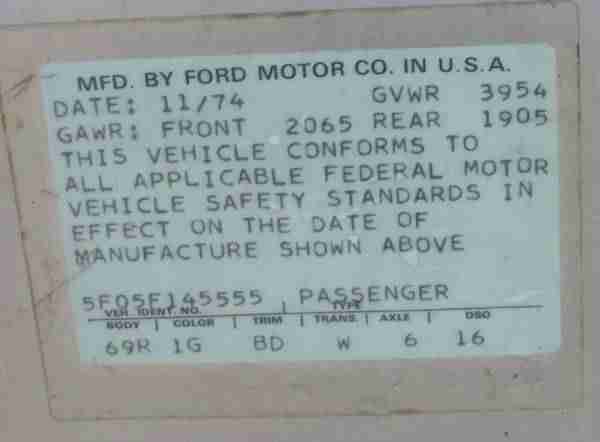 MFD. BY FORD MOTOR CO. IN U.S.A.
DATE: 11/74 GVWR 3954
GAWR: FRONT 2065 REAR 1905
THIS VEHICLE CONFORMS TO
ALL APPLICABLE FEDERAL MOTOR
VEHICLE SAFETY STANDARDS IN
EFFECT ON THE DATE OF
MANUFACTURE SHOWN ABOVE
5F05F145555 | PASSENGER
VEH. IDENT. NO. TYPE
BODY | COLOR | TRIM | TRANS. | AXLE | DSO
69R 1G BD W 6 16